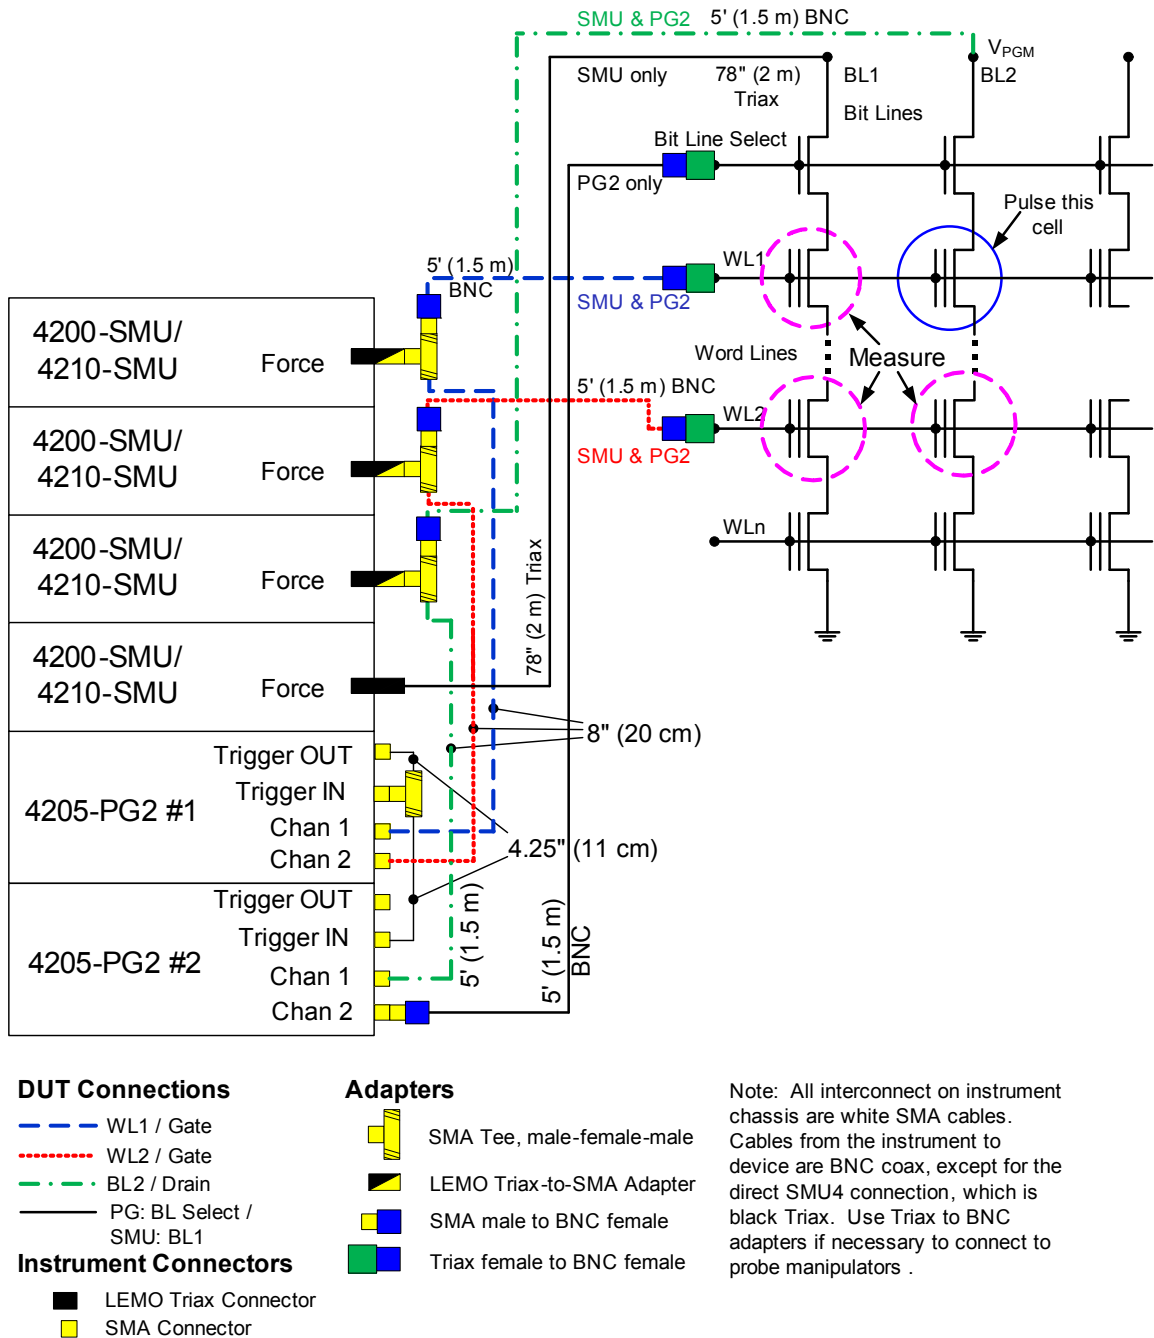 SMU & PG2 5' (1.5 m) BNC
VPGM
SMU only 78" (2 m) Triax
BL1
BL2
Bit Lines
Bit Line Select
PG2 only
Pulse this cell
5' (1.5 m) BNC
WL1
SMU & PG2
4200-SMU/
4210-SMU
Force
Word Lines
Measure
5' (1.5 m) BNC
WL2
SMU & PG2
4200-SMU/
4210-SMU
Force
WLn
4200-SMU/
4210-SMU
Force
78" (2 m) Triax
4200-SMU/
4210-SMU
Force
8" (20 cm)
Trigger OUT
Trigger IN
4205-PG2 #1
Chan 1
Chan 2
4.25" (11 cm)
Trigger OUT
Trigger IN
4205-PG2 #2
Chan 1
Chan 2
5' (1.5 m)
5' (1.5 m)
BNC
DUT Connections
WL1 / Gate
WL2 / Gate
BL2 / Drain
PG: BL Select /
SMU: BL1
Instrument Connectors
LEMO Triax Connector
SMA Connector
Adapters
SMA Tee, male-female-male
LEMO Triax-to-SMA Adapter
SMA male to BNC female
Triax female to BNC female
Note: All interconnect on instrument
chassis are white SMA cables.
Cables from the instrument to
device are BNC coax, except for the
direct SMU4 connection, which is
black Triax. Use Triax to BNC
adapters if necessary to connect to
probe manipulators .